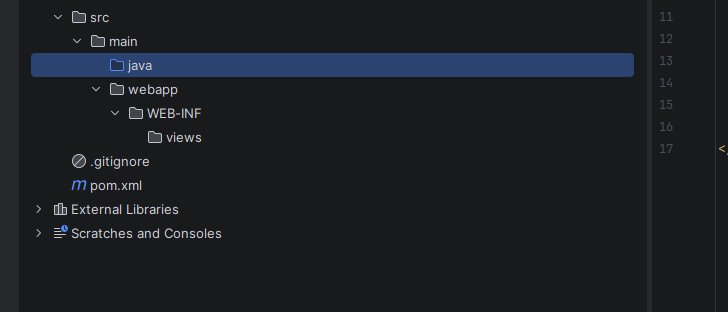 src
main
java
webapp
WEB-INF
views
.gitignore
pom.xml
External Libraries
Scratches and Consoles
11
12
13
14
15
16
17 <